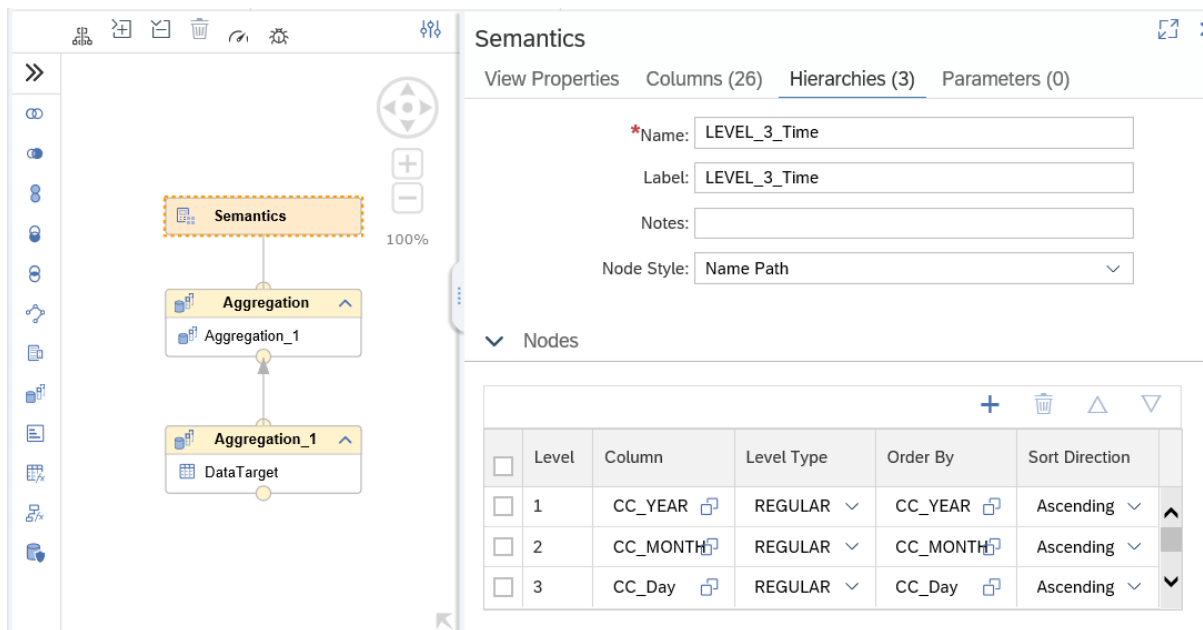 Semantics
View Properties Columns (26) Hierarchies (3) Parameters (0)
*Name: LEVEL_3_Time
Label: LEVEL_3_Time
Notes:
Node Style: Name Path
100%
Semantics
Aggregation
Aggregation_1
Aggregation_1
DataTarget
Nodes
Level Column Level Type Order By Sort Direction
1 CC_YEAR REGULAR CC_YEAR Ascending
2 CC_MONTH REGULAR CC_MONTH Ascending
3 CC_Day REGULAR CC_Day Ascending